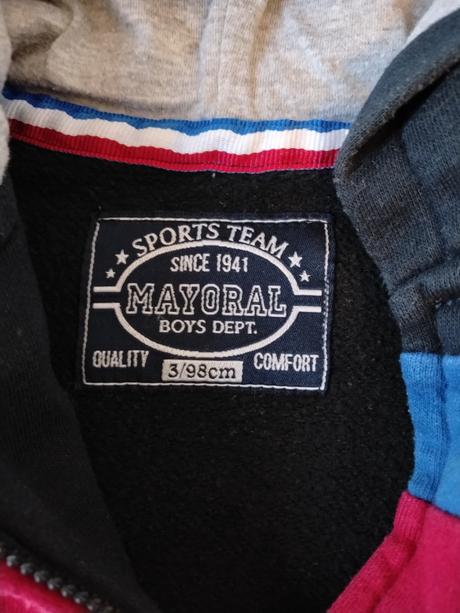 SPORTS TEAM
SINCE 1941
MAYORAL
BOYS DEPT.
QUALITY COMFORT
3/98cm